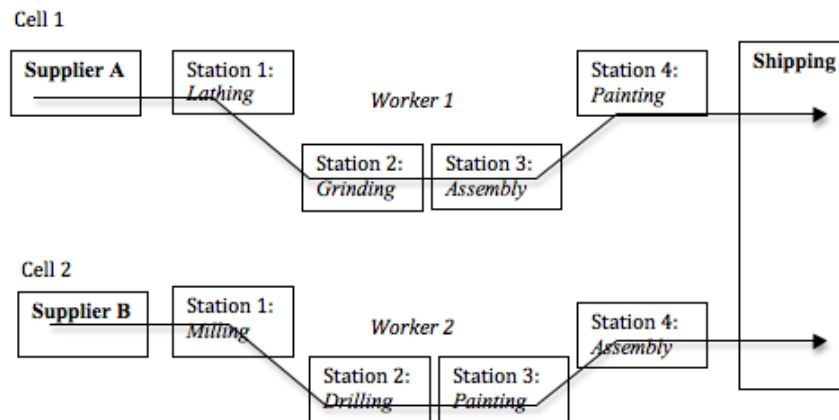 Cell 1
Supplier A
Station 1:
Lathing
Worker 1
Station 2:
Grinding
Station 3:
Assembly
Station 4:
Painting
Shipping
Cell 2
Supplier B
Station 1:
Milling
Worker 2
Station 2:
Drilling
Station 3:
Painting
Station 4:
Assembly